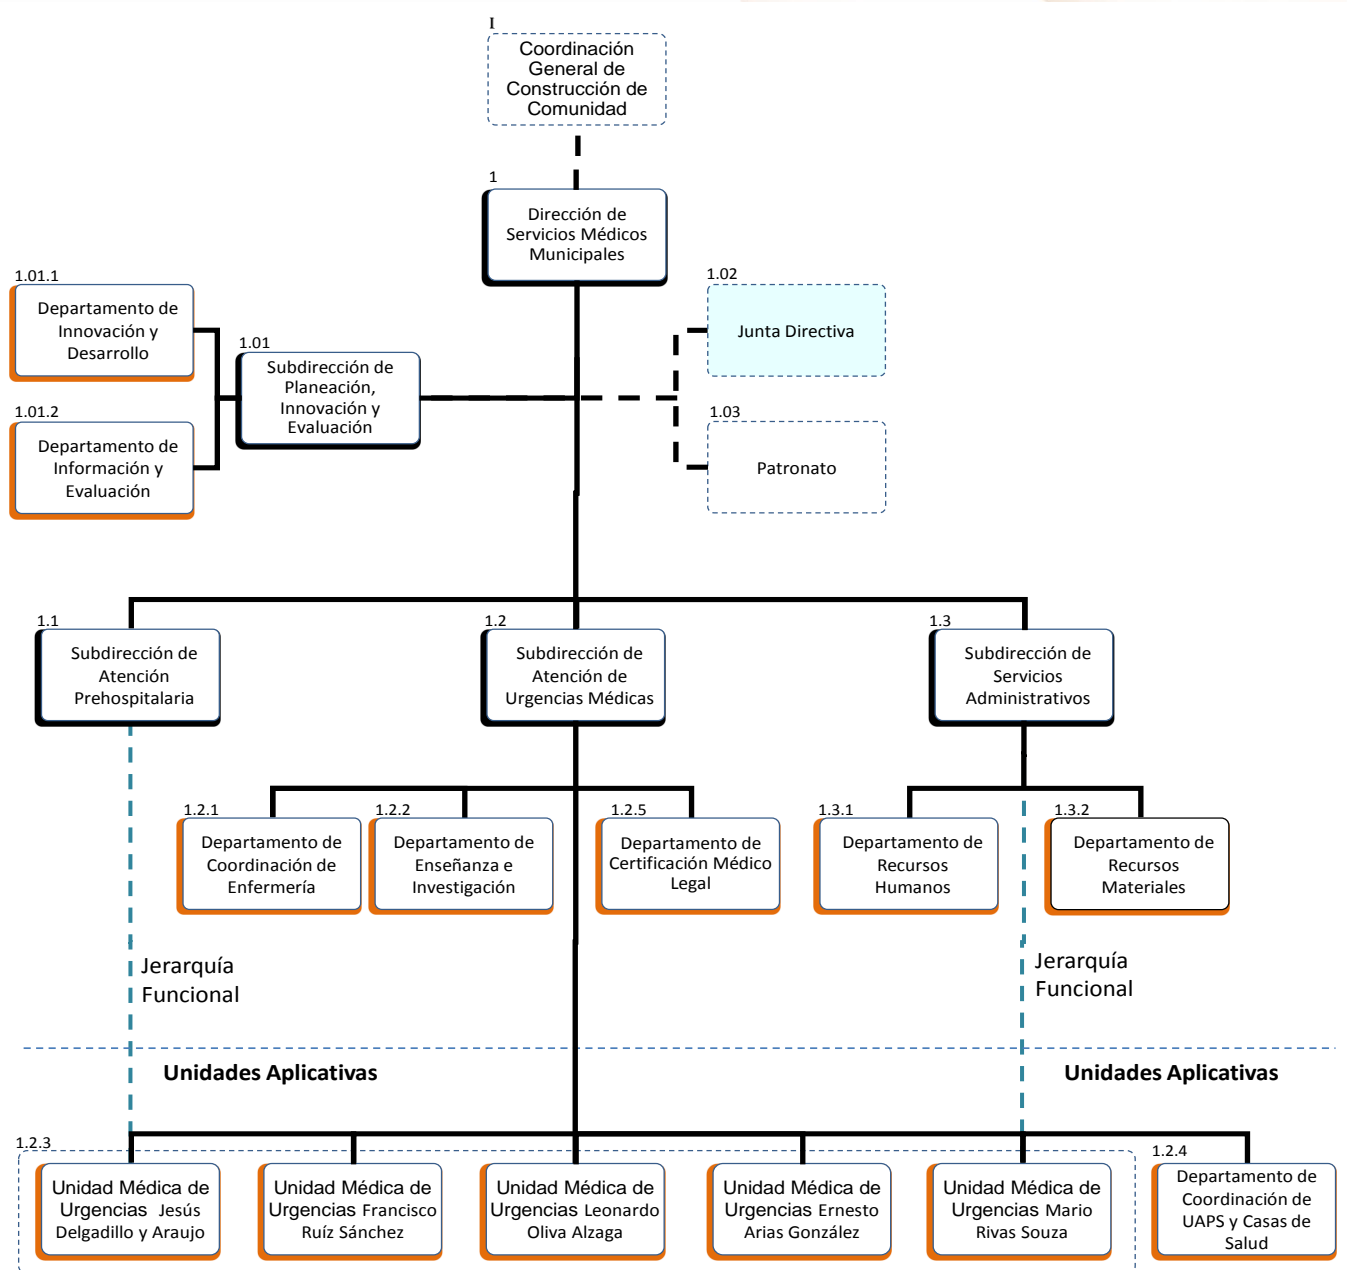 I
Coordinación
General de
Construcción de
Comunidad
1
Dirección de
Servicios Médicos
Municipales
1.01.1
Departamento de
Innovación y
Desarrollo
1.01
Subdirección de
Planeación,
Innovación y
Evaluación
1.01.2
Departamento de
Información y
Evaluación
1.02
Junta Directiva
1.03
Patronato
1.1
Subdirección de
Atención
Prehospitalaria
1.2
Subdirección de
Atención de
Urgencias Médicas
1.3
Subdirección de
Servicios
Administrativos
1.2.1
Departamento de
Coordinación de
Enfermería
1.2.2
Departamento de
Enseñanza e
Investigación
1.2.5
Departamento de
Certificación Médico
Legal
1.3.1
Departamento de
Recursos
Humanos
1.3.2
Departamento de
Recursos
Materiales
Jerarquía
Funcional
Jerarquía
Funcional
Unidades Aplicativas
Unidades Aplicativas
1.2.3
Unidad Médica de
Urgencias Jesús
Delgadillo y Araujo
Unidad Médica de
Urgencias Francisco
Ruíz Sánchez
Unidad Médica de
Urgencias Leonardo
Oliva Alzaga
Unidad Médica de
Urgencias Ernesto
Arias González
Unidad Médica de
Urgencias Mario
Rivas Souza
1.2.4
Departamento de
Coordinación de
UAPS y Casas de
Salud